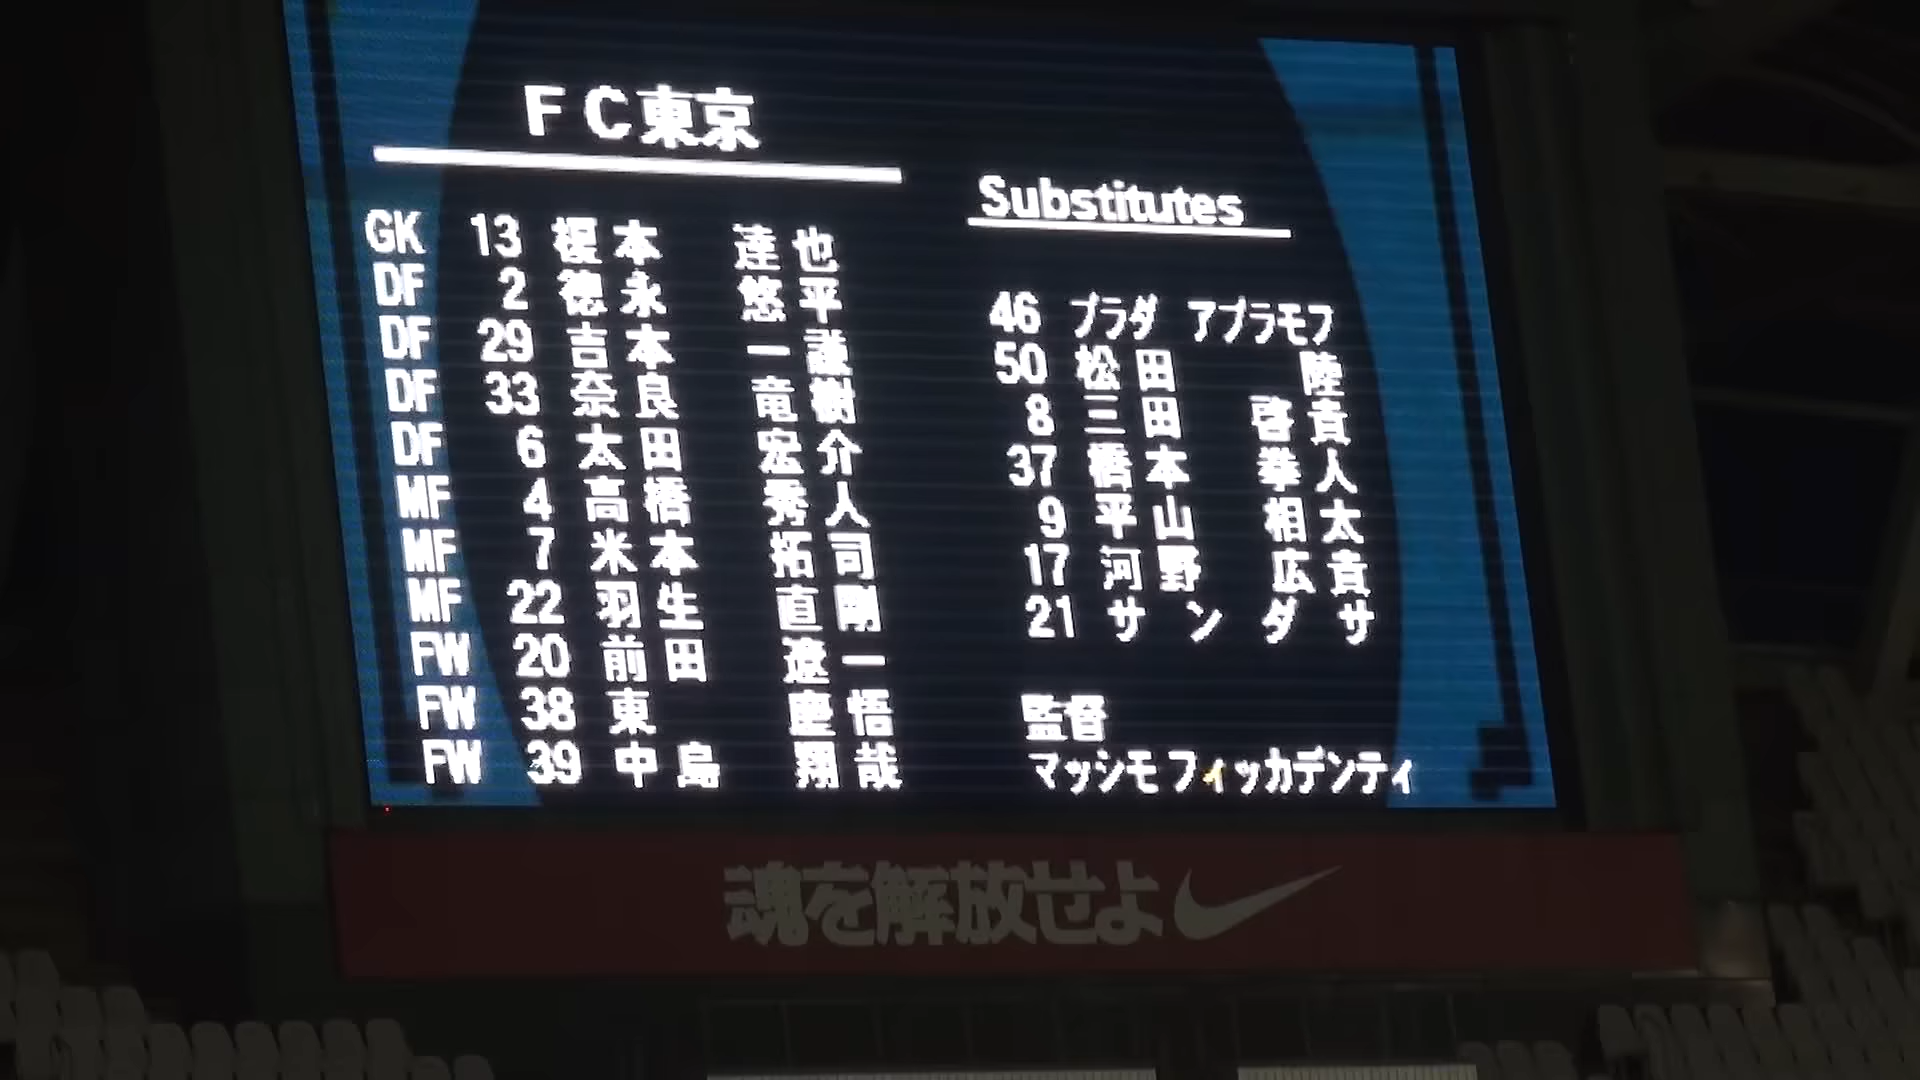 FC東京
GK 13 榎本 達也
DF 2 徳永 悠平
DF 29 吉本 一謙
DF 33 奈良 竜樹
DF 6 太田 宏介
MF 4 高橋 秀人
MF 7 米本 拓司
MF 22 羽生 直剛
FW 20 前田 遼一
FW 38 東 慶悟
FW 39 中島 翔哉
Substitutes
46 ブラダ アブラモフ
50 松田 陸
8 三田 啓貴
37 橋本 拳人
9 平山 相太
17 河野 広貴
21 サンダサ
監督
マッシモ フィッカデンティ
魂を解放せよ